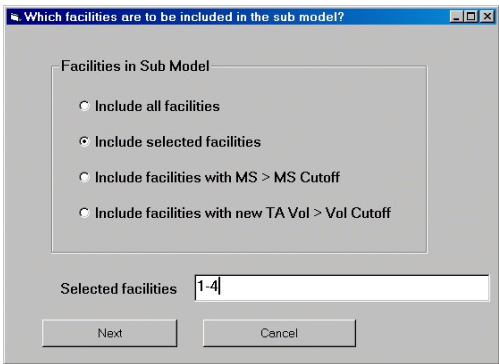 Which facilities are to be included in the sub model?
Facilities in Sub Model
Include all facilities
Include selected facilities
Include facilities with MS > MS Cutoff
Include facilities with new TA Vol > Vol Cutoff
Selected facilities 1-4
Next Cancel